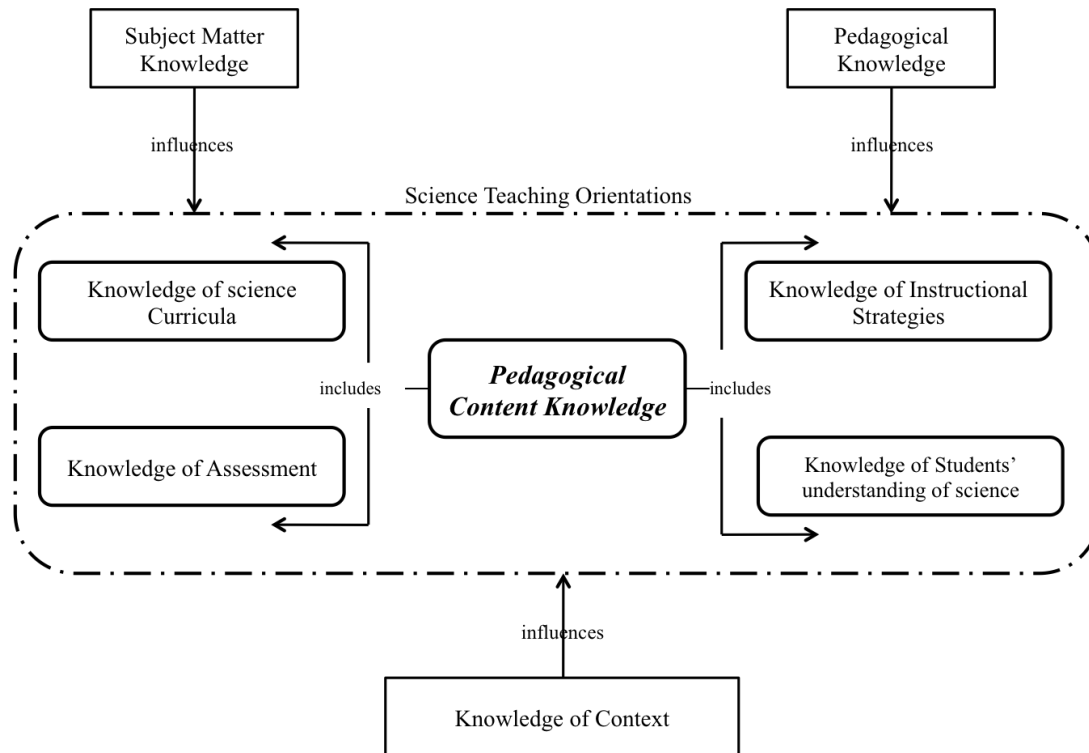 Subject Matter
Knowledge
Pedagogical
Knowledge
influences
influences
Science Teaching Orientations
Knowledge of science
Curricula
Knowledge of Instructional
Strategies
includes
Pedagogical
Content Knowledge
includes
Knowledge of Assessment
Knowledge of Students’
understanding of science
influences
Knowledge of Context